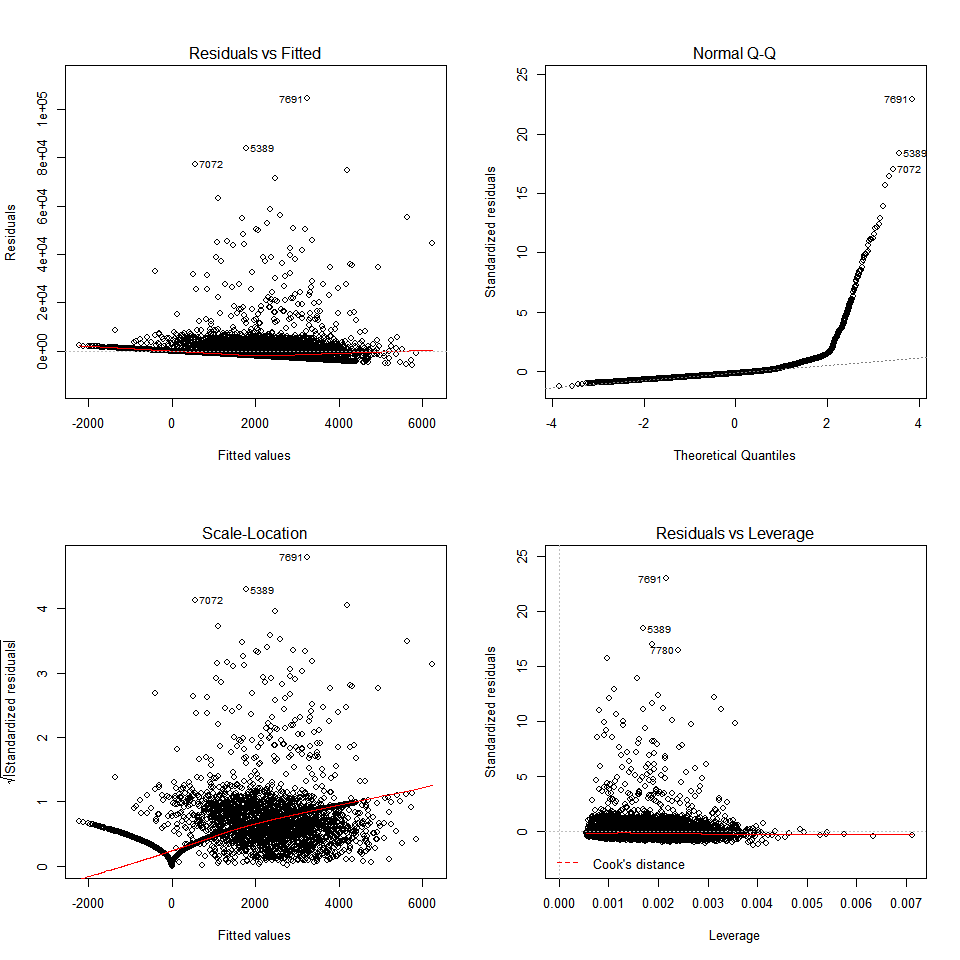 Residuals vs Fitted
Residuals
0e+00 2e+04 4e+04 6e+04 8e+04 1e+05
7691
5389
7072
-2000 0 2000 4000 6000
Fitted values
Normal Q-Q
Standardized residuals
0 5 10 15 20 25
7691
5389
7072
-4 -2 0 2 4
Theoretical Quantiles
Scale-Location
√|Standardized residuals|
0 1 2 3 4
7691
5389
7072
-2000 0 2000 4000 6000
Fitted values
Residuals vs Leverage
Standardized residuals
0 5 10 15 20 25
7691
5389
7780
Cook's distance
0.000 0.001 0.002 0.003 0.004 0.005 0.006 0.007
Leverage